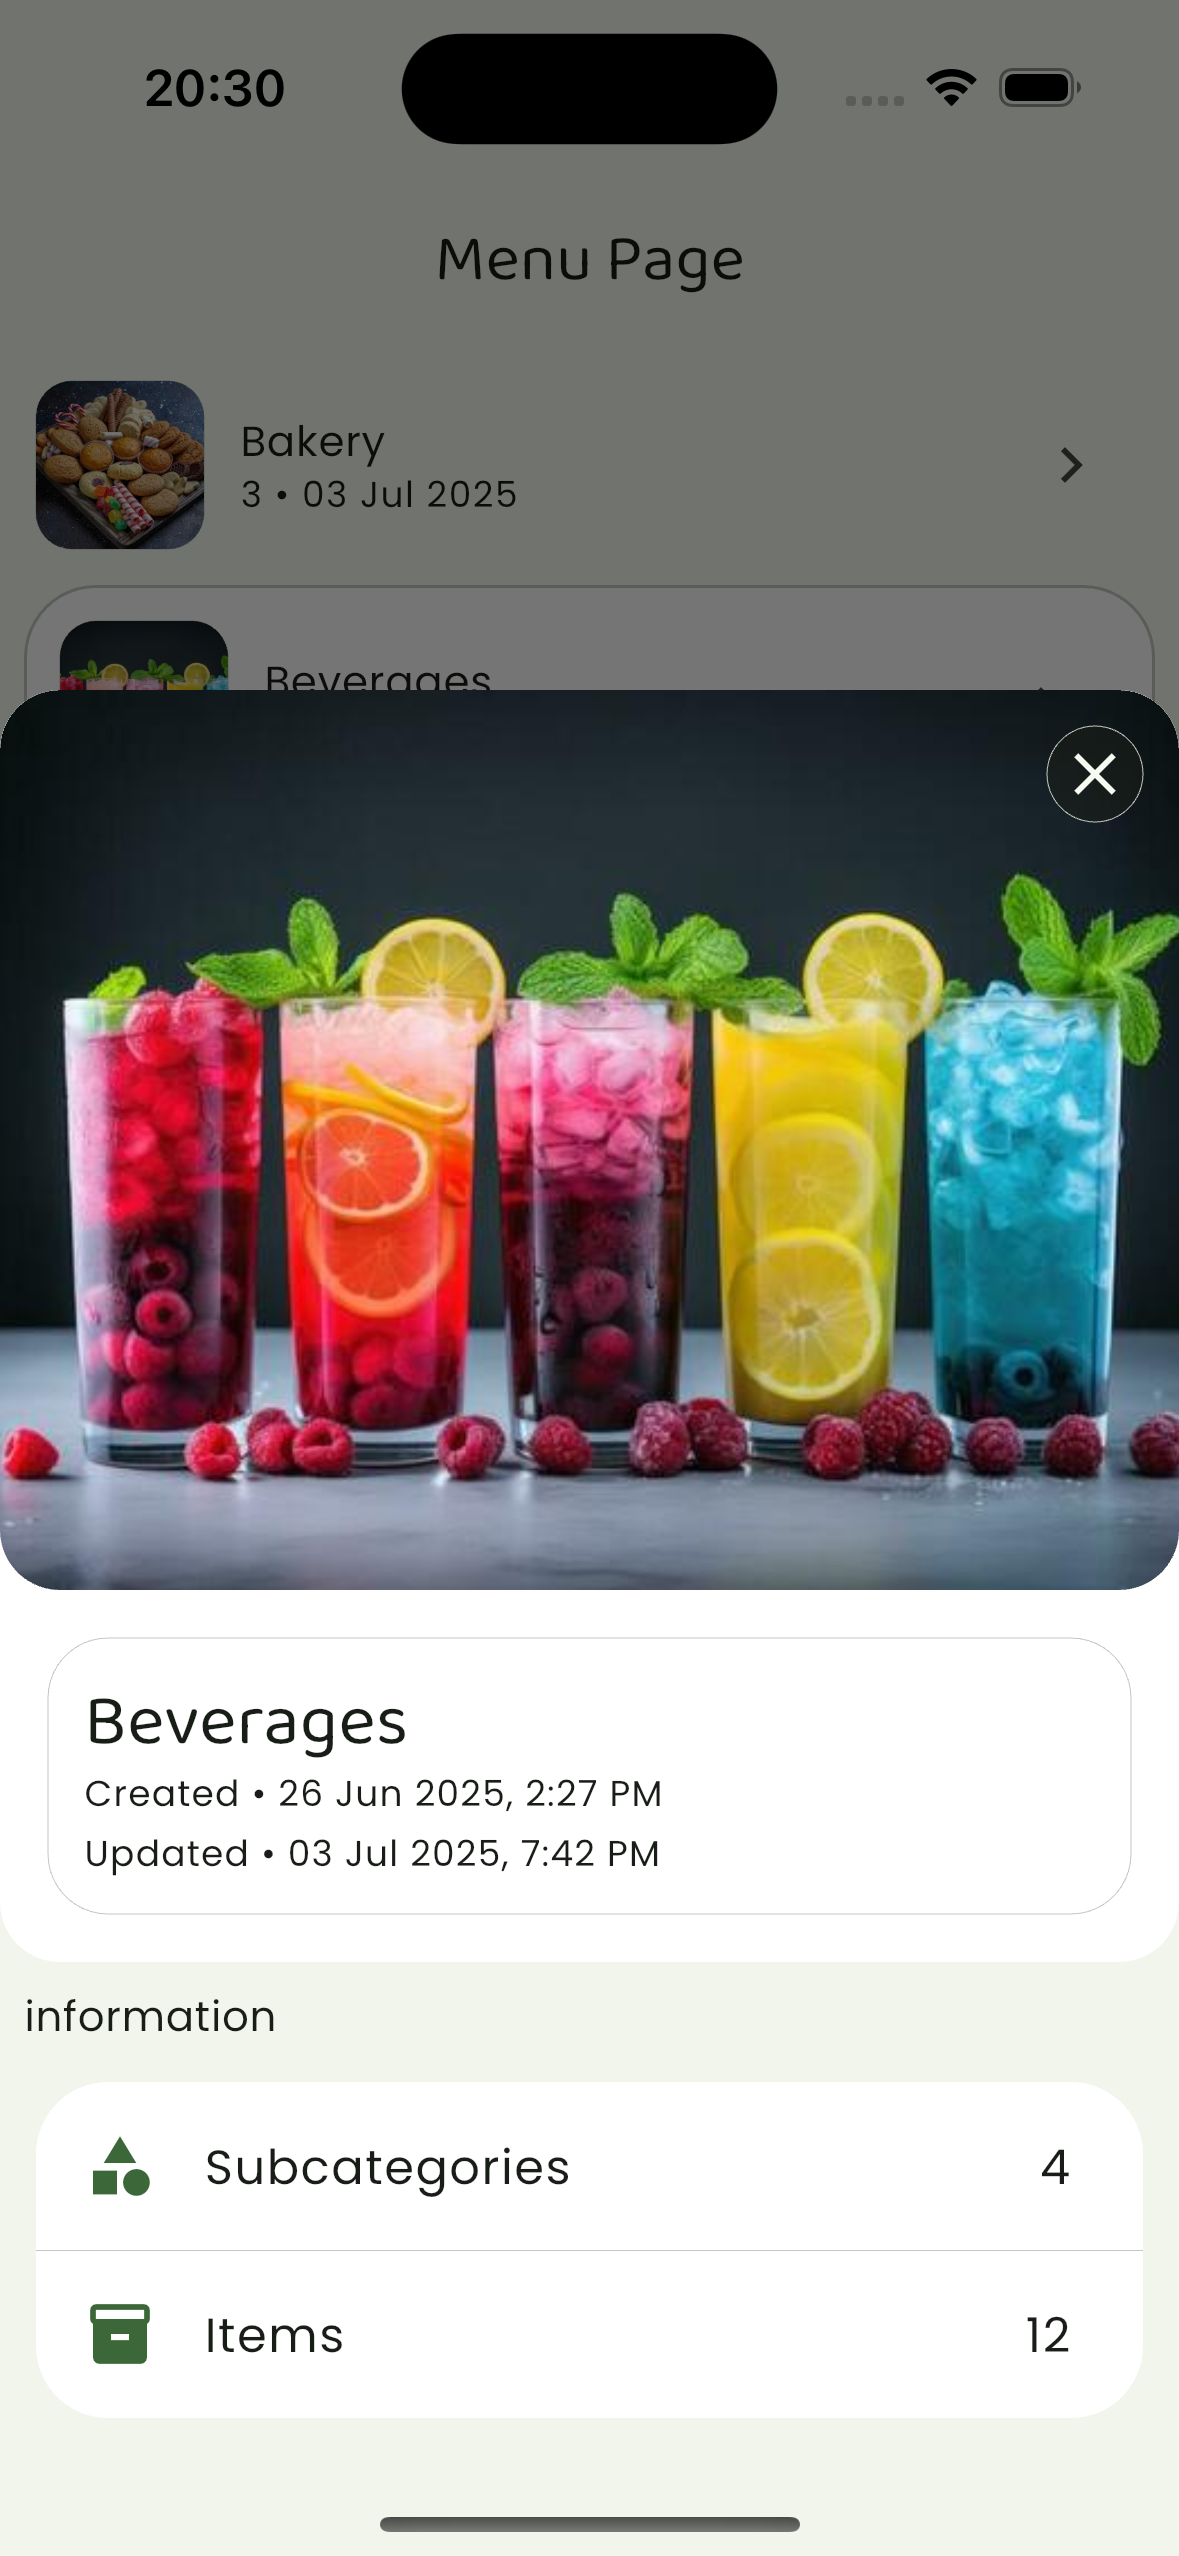 20:30
Menu Page
Bakery
3 • 03 Jul 2025
Beverages
Beverages
Created • 26 Jun 2025, 2:27 PM
Updated • 03 Jul 2025, 7:42 PM
information
Subcategories 4
Items 12